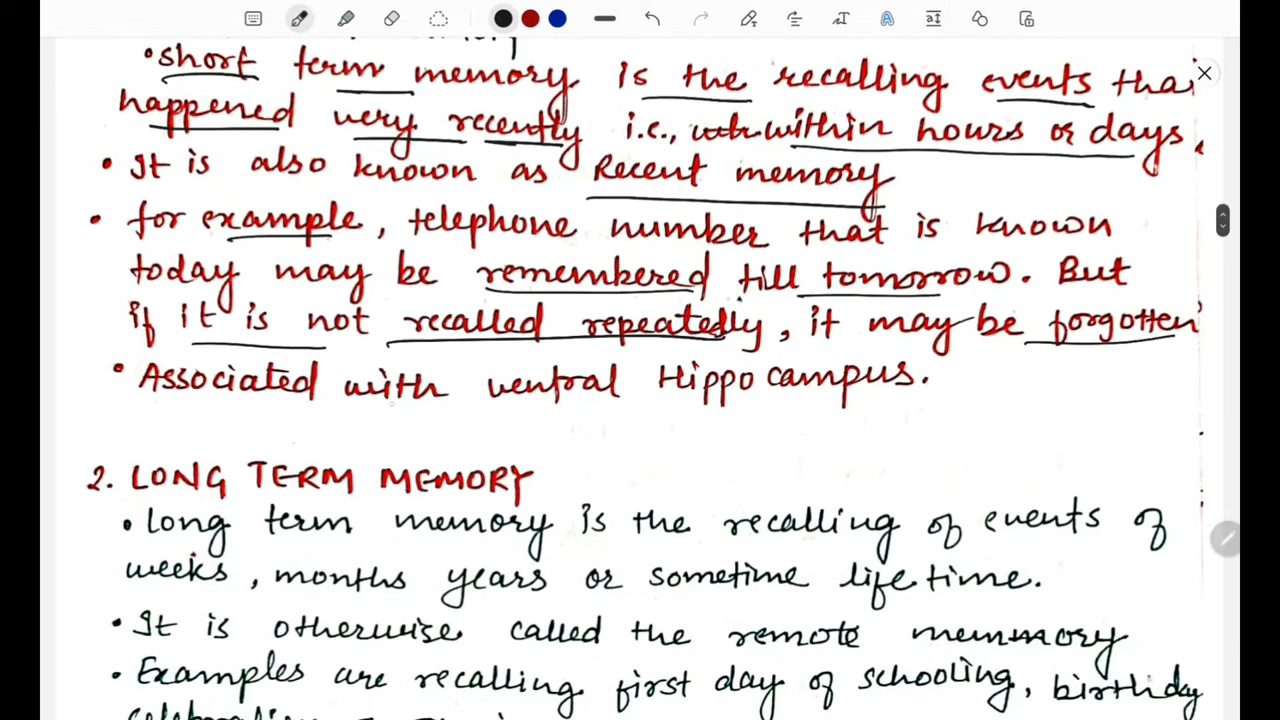 •short term memory is the recalling events that
happened very recently i.e., within hours or days.
• It is also known as Recent memory
• for example, telephone number that is known
today may be remembered till tomorrow. But
if it is not recalled repeatedly, it may be forgotten
• Associated with ventral Hippocampus.
2. LONG TERM MEMORY
• Long term memory is the recalling of events of
weeks, months years or sometime life time.
• It is otherwise called the remote memmory
• Examples are recalling first day of schooling, birthday